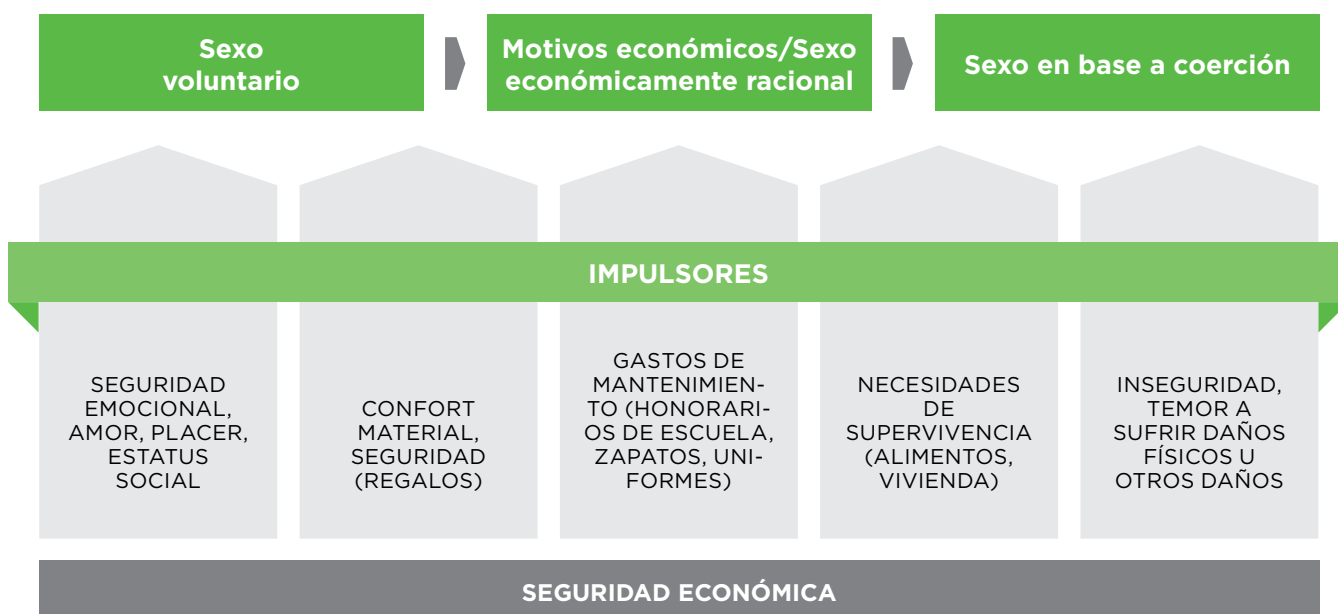 Sexo
voluntario
Motivos económicos/Sexo
económicamente racional
Sexo en base a coerción
IMPULSORES
SEGURIDAD
EMOCIONAL,
AMOR, PLACER,
ESTATUS
SOCIAL
CONFORT
MATERIAL,
SEGURIDAD
(REGALOS)
GASTOS DE
MANTENIMIEN-
TO (HONORARI-
OS DE ESCUELA,
ZAPATOS, UNI-
FORMES)
NECESIDADES
DE
SUPERVIVENCIA
(ALIMENTOS,
VIVIENDA)
INSEGURIDAD,
TEMOR A
SUFRIR DAÑOS
FÍSICOS U
OTROS DAÑOS
SEGURIDAD ECONÓMICA